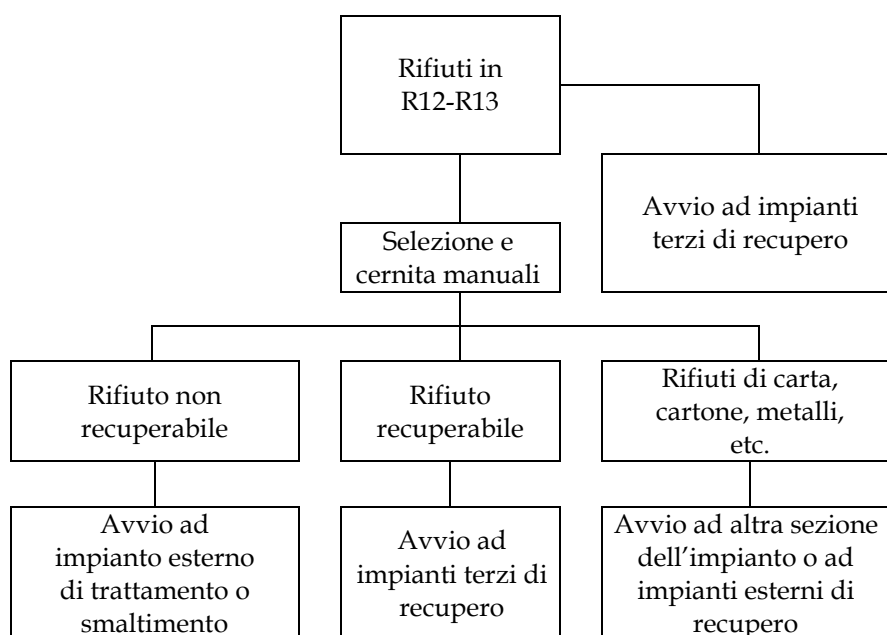 Rifiuti in
R12-R13
Avvio ad impianti
terzi di recupero
Selezione e
cernita manuali
Rifiuto non
recuperabile
Rifiuto
recuperabile
Rifiuti di carta,
cartone, metalli,
etc.
Avvio ad
impianto esterno
di trattamento o
smaltimento
Avvio ad
impianti terzi di
recupero
Avvio ad altra sezione
dell’impianto o ad
impianti esterni di
recupero